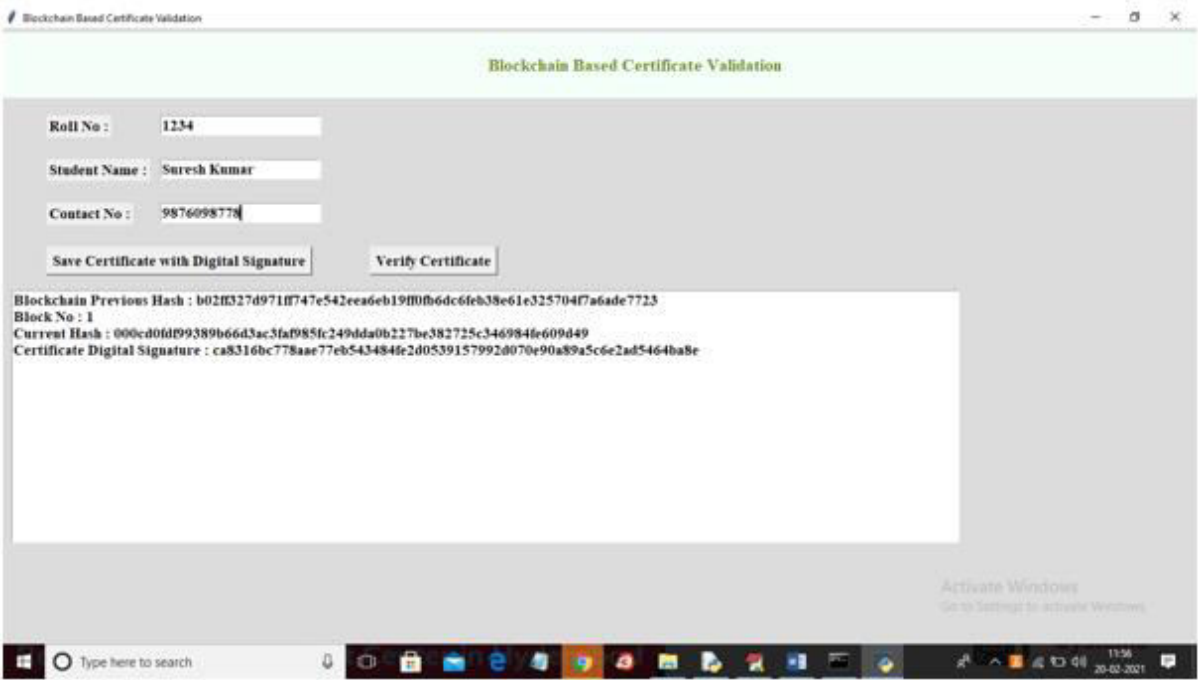 Blockchain Based Certificate Validation
Blockchain Based Certificate Validation
Roll No : 1234
Student Name : Suresh Kumar
Contact No : 9876098778
Save Certificate with Digital Signature Verify Certificate
Blockchain Previous Hash : b02ff327d971ff747e542eea6eb19ff0fb6dc6feb38e61e325704f7a6ade7723
Block No : 1
Current Hash : 000cd0fdf99389b66d3ac3faf985fc249dda0b227be382725c346984fe609d49
Certificate Digital Signature : ca8316bc778aae77eb543484fe2d0539157992d070e90a89a5c6e2ad5464ba8e
Activate Windows
Go to Settings to activate Windows.
Type here to search
11:56
20-02-2021